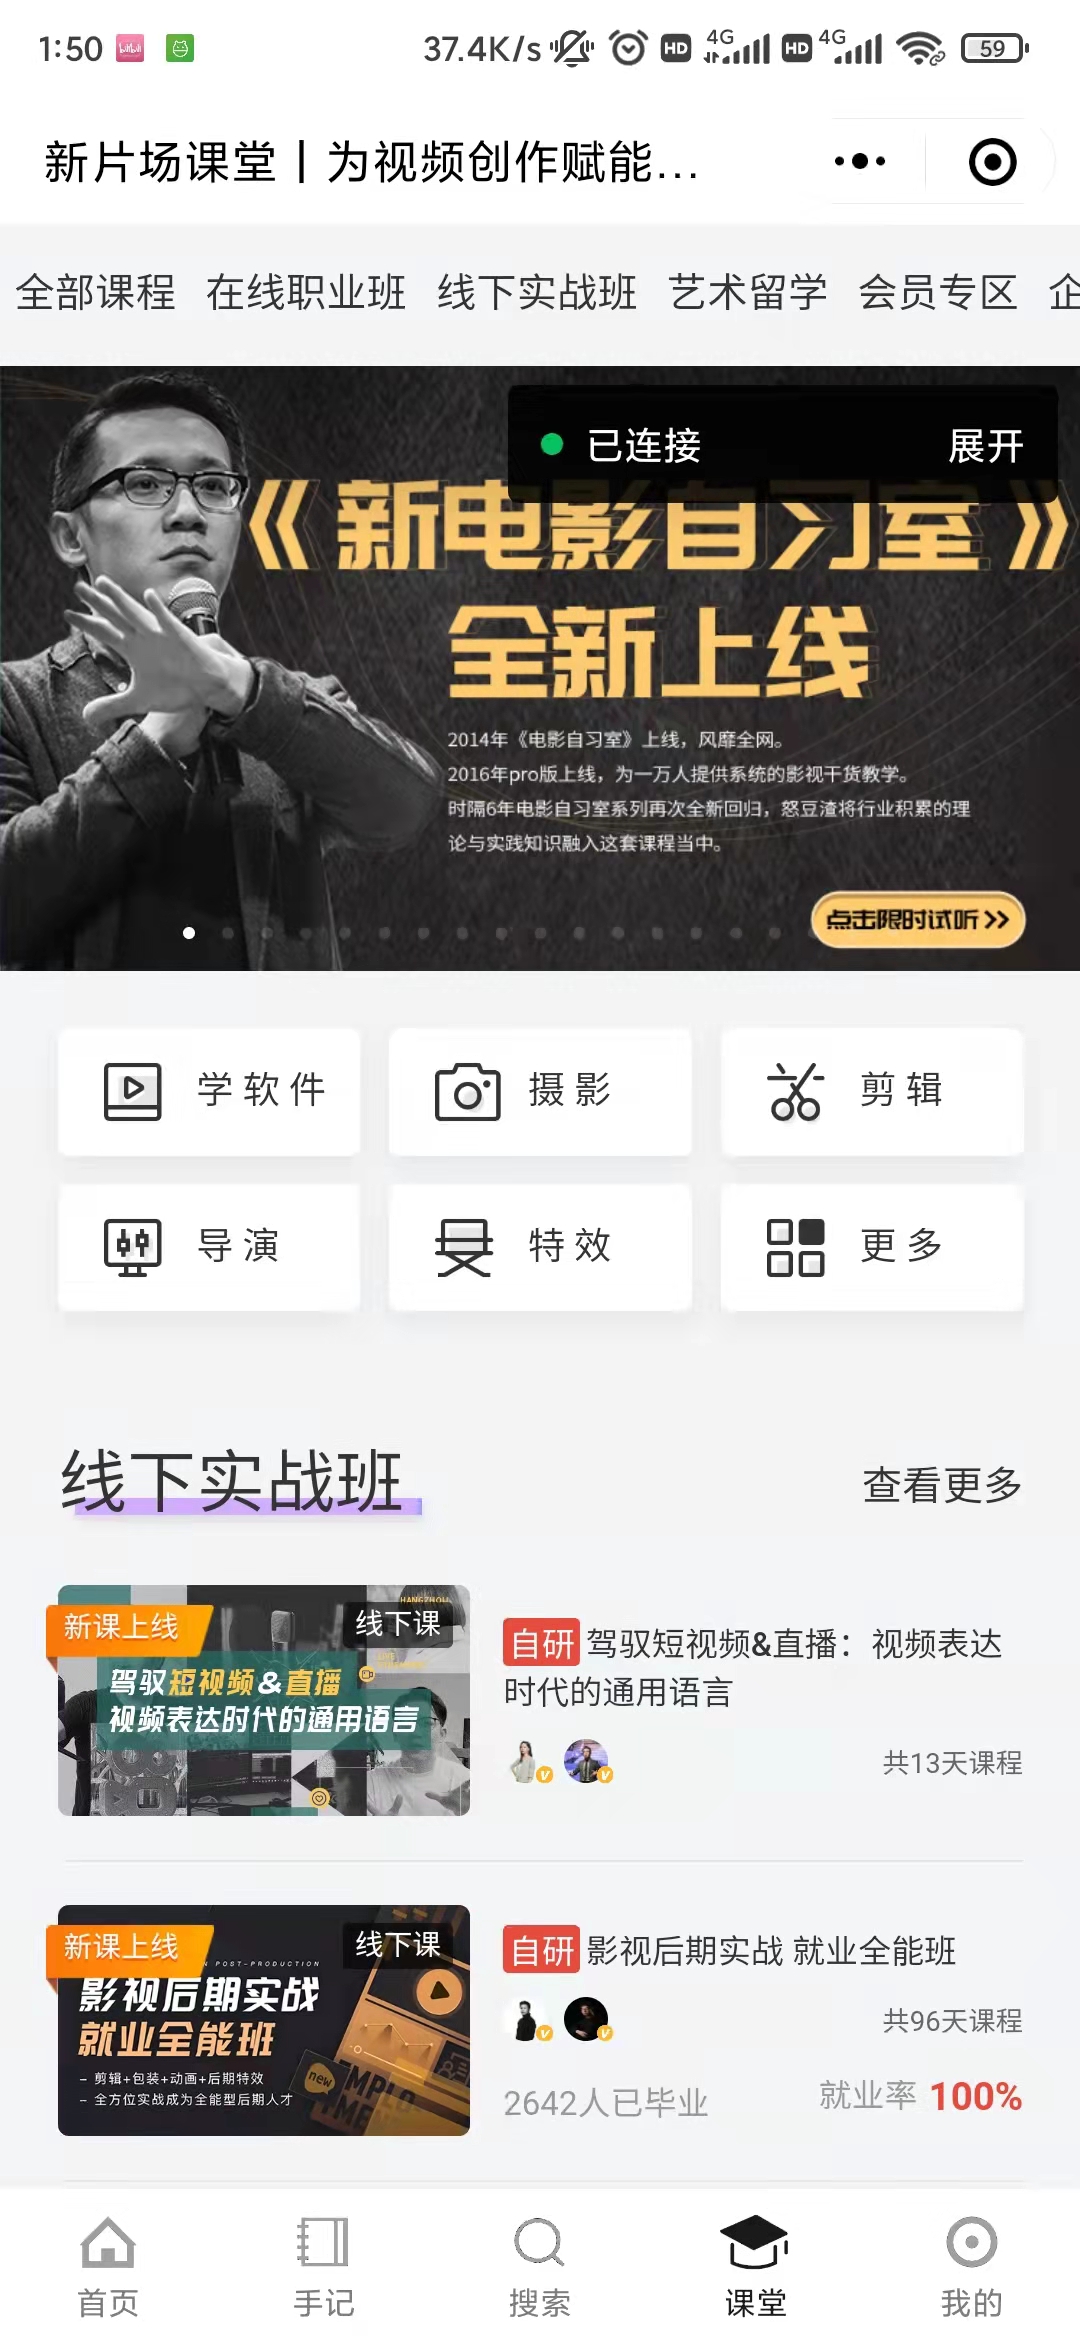 1:50
37.4K/s
HD
4G
HD
4G
59
新片场课堂丨为视频创作赋能...
全部课程 在线职业班 线下实战班 艺术留学 会员专区 企
已连接 展开
《新电影自习室》
全新上线
2014年《电影自习室》上线，风靡全网。
2016年pro版上线，为一万人提供系统的影视干货教学。
时隔6年电影自习室系列再次全新回归，怒豆渣将行业积累的理
论与实践知识融入这套课程当中。
点击限时试听
学软件 摄影 剪辑
导演 特效 更多
线下实战班 查看更多
新课上线
线下课
HANGZHOU
驾驭短视频&直播
视频表达时代的通用语言
自研 驾驭短视频&直播：视频表达
时代的通用语言
共13天课程
新课上线
线下课
POST-PRODUCTION
影视后期实战
就业全能班
- 剪辑+包装+动画+后期特效
- 全方位实战成为全能型后期人才
new
自研 影视后期实战 就业全能班
共96天课程
2642人已毕业 就业率 100%
首页 手记 搜索 课堂 我的